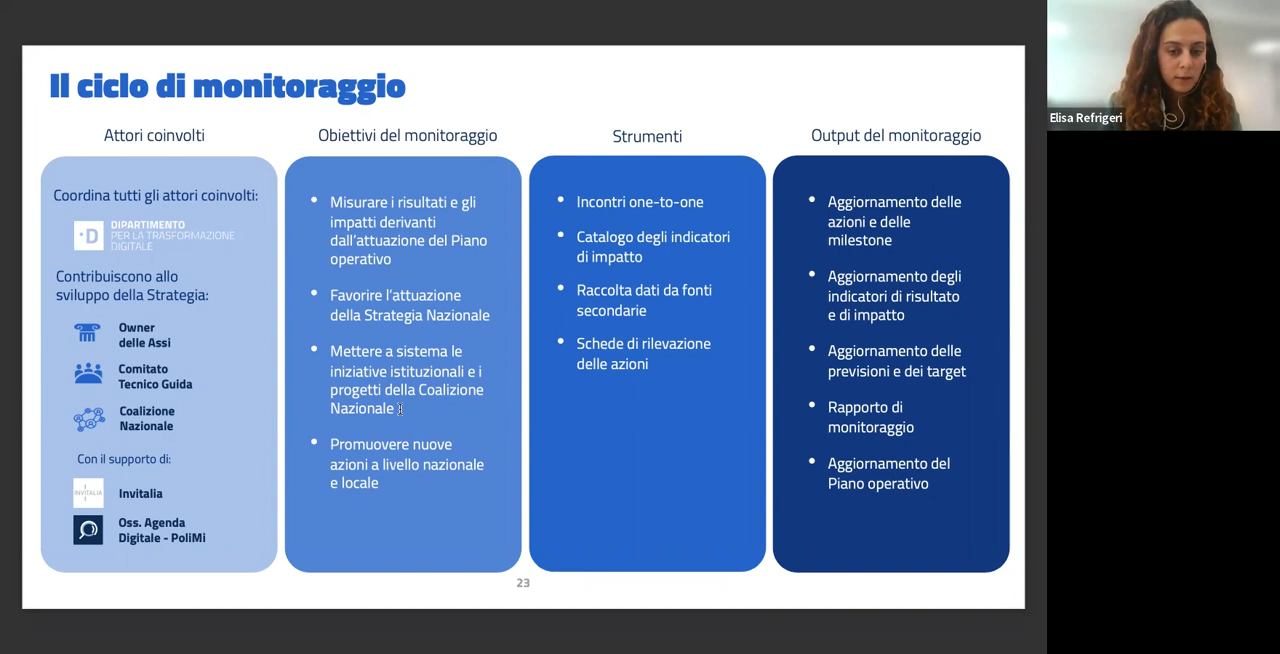 Il ciclo di monitoraggio
Attori coinvolti
Coordina tutti gli attori coinvolti:
DIPARTIMENTO
PER LA TRASFORMAZIONE
DIGITALE
Contribuiscono allo
sviluppo della Strategia:
Owner
delle Assi
Comitato
Tecnico Guida
Coalizione
Nazionale
Con il supporto di:
INVITALIA
Invitalia
Oss. Agenda
Digitale - PoliMi
Obiettivi del monitoraggio
• Misurare i risultati e gli
impatti derivanti
dall'attuazione del Piano
operativo
• Favorire l'attuazione
della Strategia Nazionale
• Mettere a sistema le
iniziative istituzionali e i
progetti della Coalizione
Nazionale
• Promuovere nuove
azioni a livello nazionale
e locale
Strumenti
• Incontri one-to-one
• Catalogo degli indicatori
di impatto
• Raccolta dati da fonti
secondarie
• Schede di rilevazione
delle azioni
Output del monitoraggio
• Aggiornamento delle
azioni e delle
milestone
• Aggiornamento degli
indicatori di risultato
e di impatto
• Aggiornamento delle
previsioni e dei target
• Rapporto di
monitoraggio
• Aggiornamento del
Piano operativo
23
Elisa Refrigeri